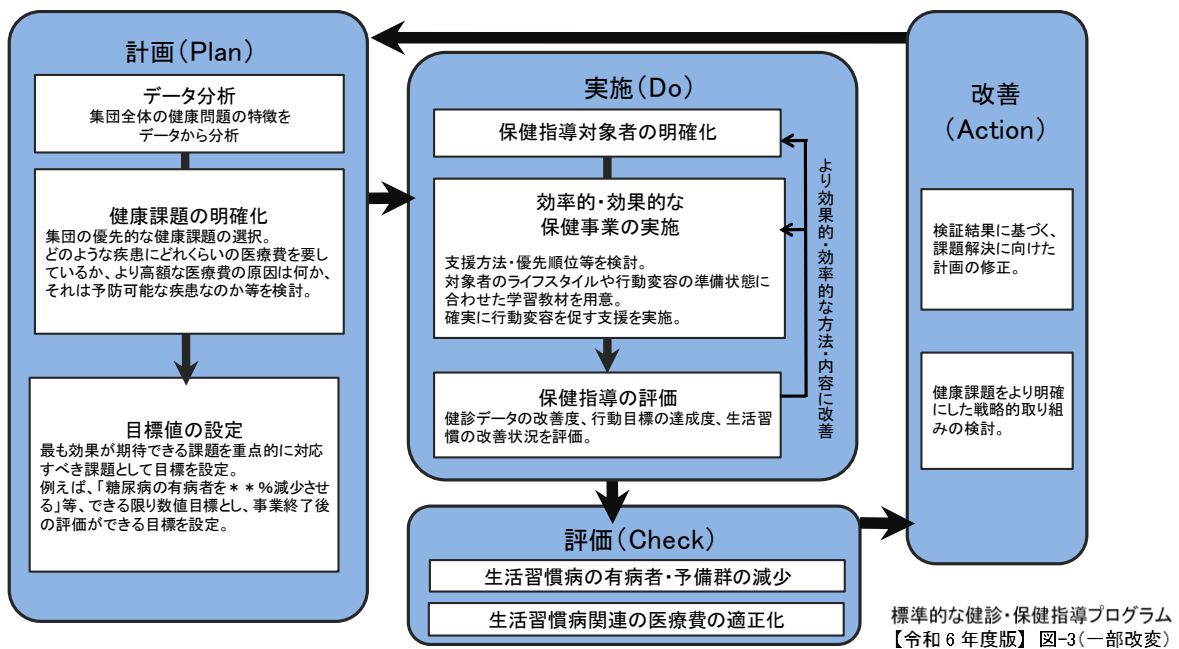 計画(Plan)
データ分析
集団全体の健康問題の特徴を
データから分析
健康課題の明確化
集団の優先的な健康課題の選択。
どのような疾患にどれくらいの医療費を要し
ているか、より高額な医療費の原因は何か、
それは予防可能な疾患なのか等を検討。
目標値の設定
最も効果が期待できる課題を重点的に対応
すべき課題として目標を設定。
例えば、「糖尿病の有病者を＊＊%減少させ
る」等、できる限り数値目標とし、事業終了後
の評価ができる目標を設定。
実施(Do)
保健指導対象者の明確化
効率的・効果的な
保健事業の実施
支援方法・優先順位等を検討。
対象者のライフスタイルや行動変容の準備状態に
合わせた学習教材を用意。
確実に行動変容を促す支援を実施。
保健指導の評価
健診データの改善度、行動目標の達成度、生活習
慣の改善状況を評価。
より効果的・効率的な方法・内容に改善
評価(Check)
生活習慣病の有病者・予備群の減少
生活習慣病関連の医療費の適正化
改善
(Action)
検証結果に基づく、
課題解決に向けた
計画の修正。
健康課題をより明確
にした戦略的取り組
みの検討。
標準的な健診・保健指導プログラム
【令和6年度版】 図-3(一部改変)